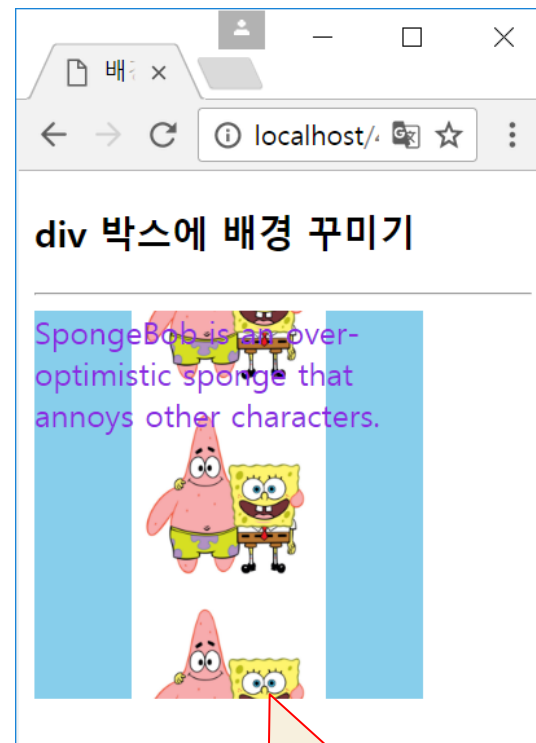 배
localhost/
div 박스에 배경 꾸미기
SpongeBob is an over-
optimistic sponge that
annoys other characters.